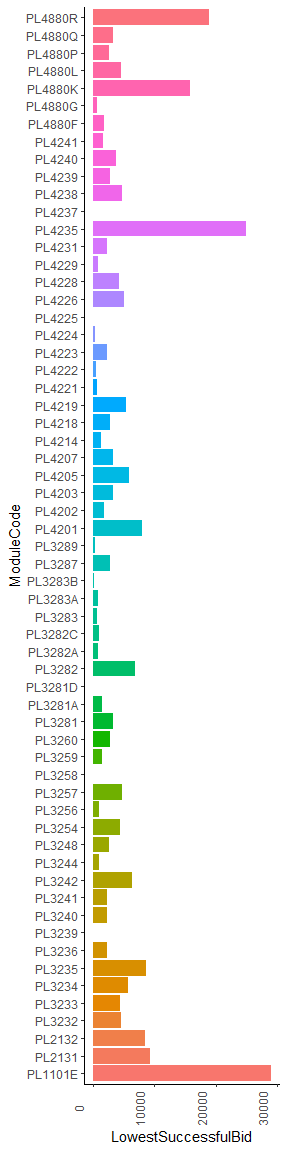 PL4880R
PL4880Q
PL4880P
PL4880L
PL4880K
PL4880G
PL4880F
PL4241
PL4240
PL4239
PL4238
PL4237
PL4235
PL4231
PL4229
PL4228
PL4226
PL4225
PL4224
PL4223
PL4222
PL4221
PL4219
PL4218
PL4214
PL4207
PL4205
PL4203
PL4202
PL4201
PL3289
PL3287
PL3283B
PL3283A
PL3283
PL3282C
PL3282A
PL3282
PL3281D
PL3281A
PL3281
PL3260
PL3259
PL3258
PL3257
PL3256
PL3254
PL3248
PL3244
PL3242
PL3241
PL3240
PL3239
PL3236
PL3235
PL3234
PL3233
PL3232
PL2132
PL2131
PL1101E
ModuleCode
0
10000
20000
30000
LowestSuccessfulBid